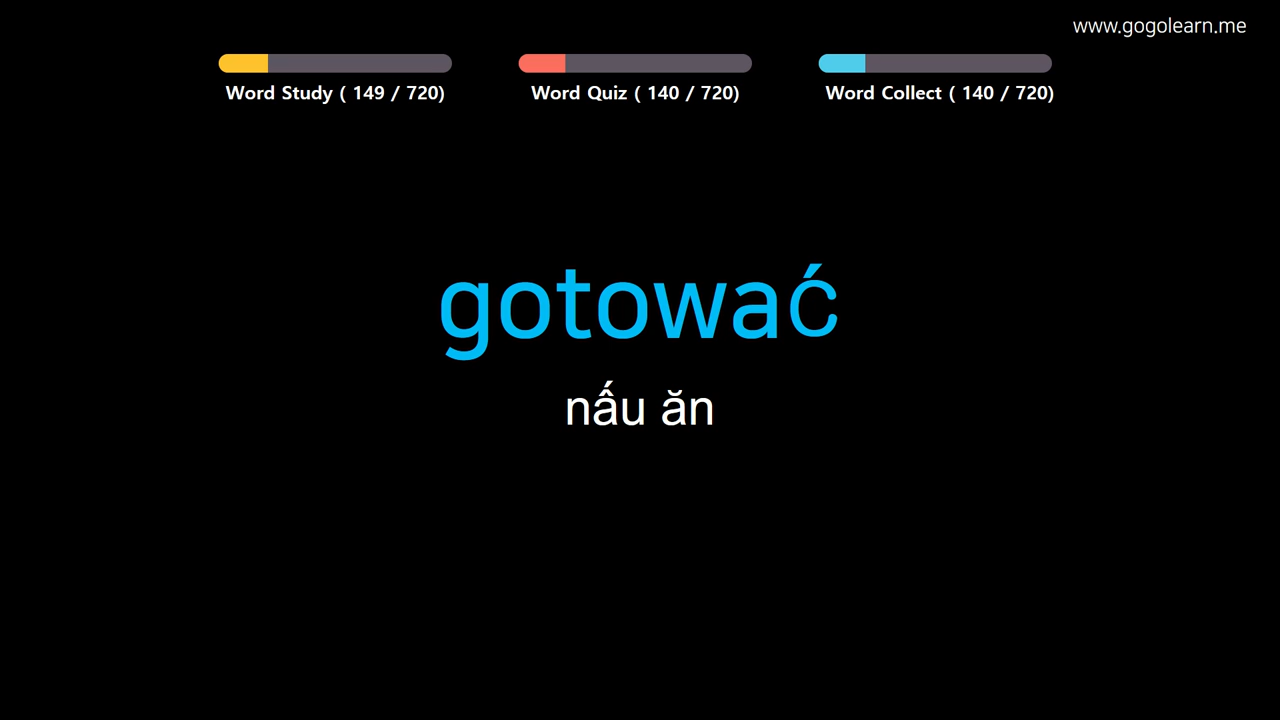 www.gogolearn.me
Word Study ( 149 / 720)
Word Quiz ( 140 / 720)
Word Collect ( 140 / 720)
gotować
nấu ăn